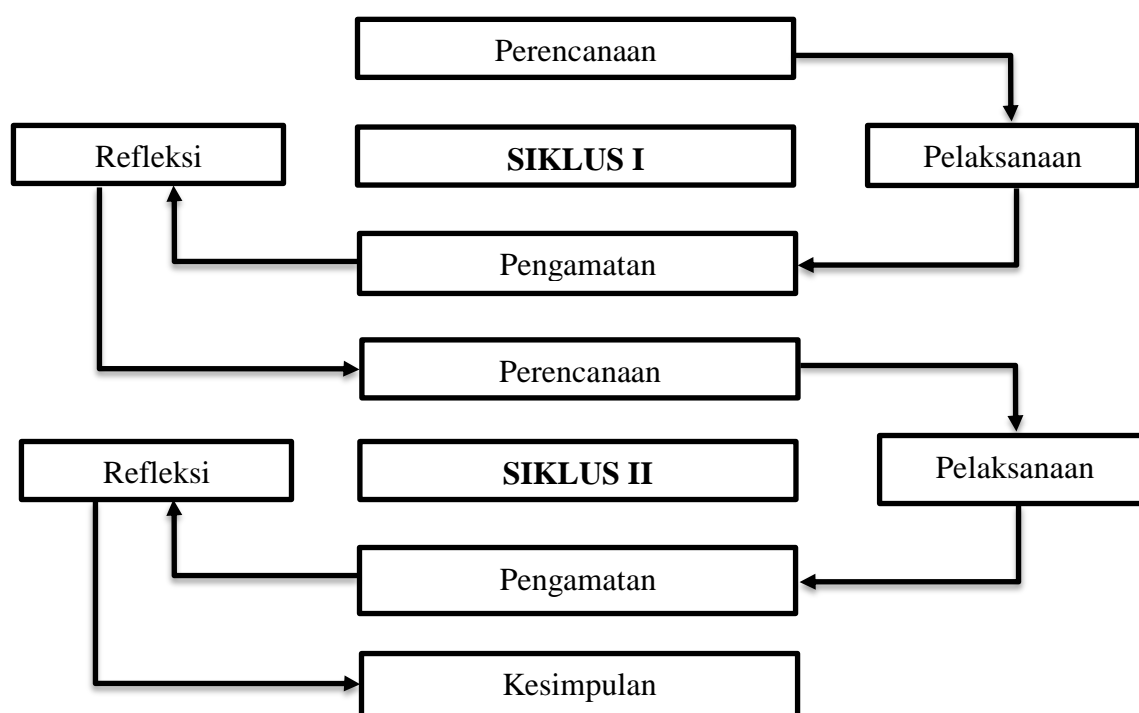 Perencanaan
Refleksi
SIKLUS I
Pelaksanaan
Pengamatan
Perencanaan
Refleksi
SIKLUS II
Pelaksanaan
Pengamatan
Kesimpulan